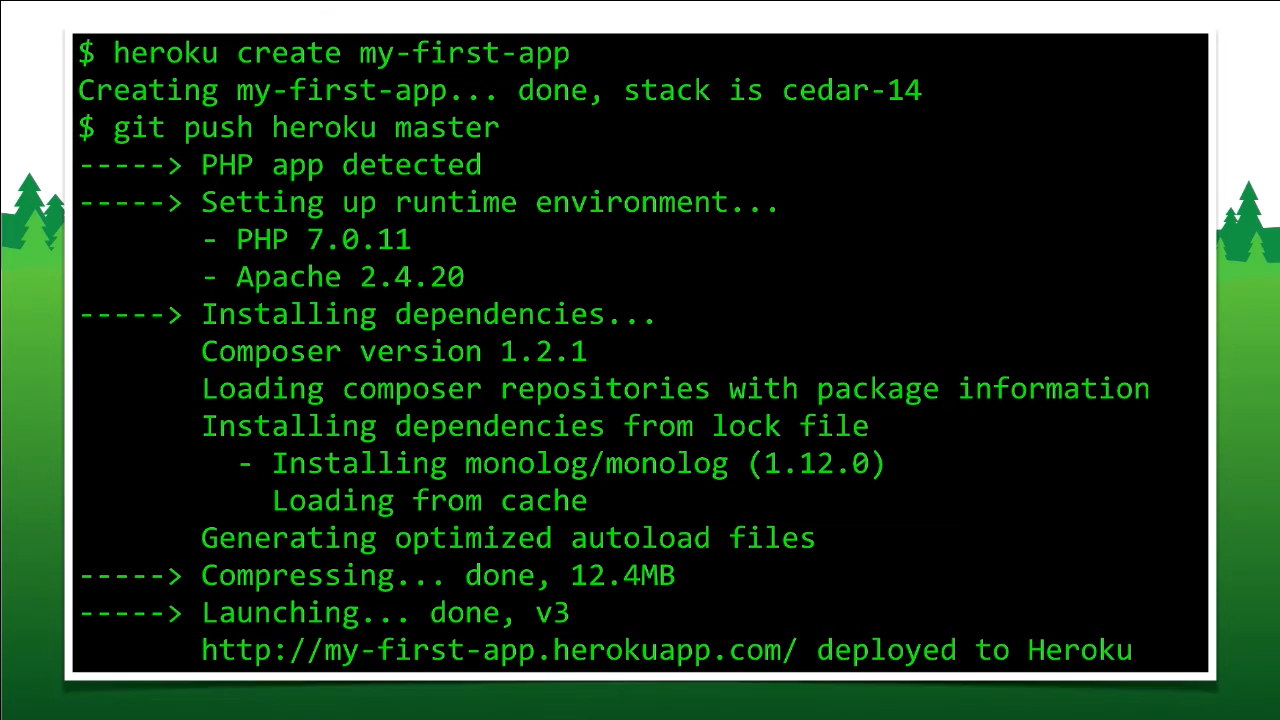 $ heroku create my-first-app
Creating my-first-app... done, stack is cedar-14
$ git push heroku master
-----> PHP app detected
-----> Setting up runtime environment...
- PHP 7.0.11
- Apache 2.4.20
-----> Installing dependencies...
Composer version 1.2.1
Loading composer repositories with package information
Installing dependencies from lock file
- Installing monolog/monolog (1.12.0)
Loading from cache
Generating optimized autoload files
-----> Compressing... done, 12.4MB
-----> Launching... done, v3
http://my-first-app.herokuapp.com/ deployed to Heroku